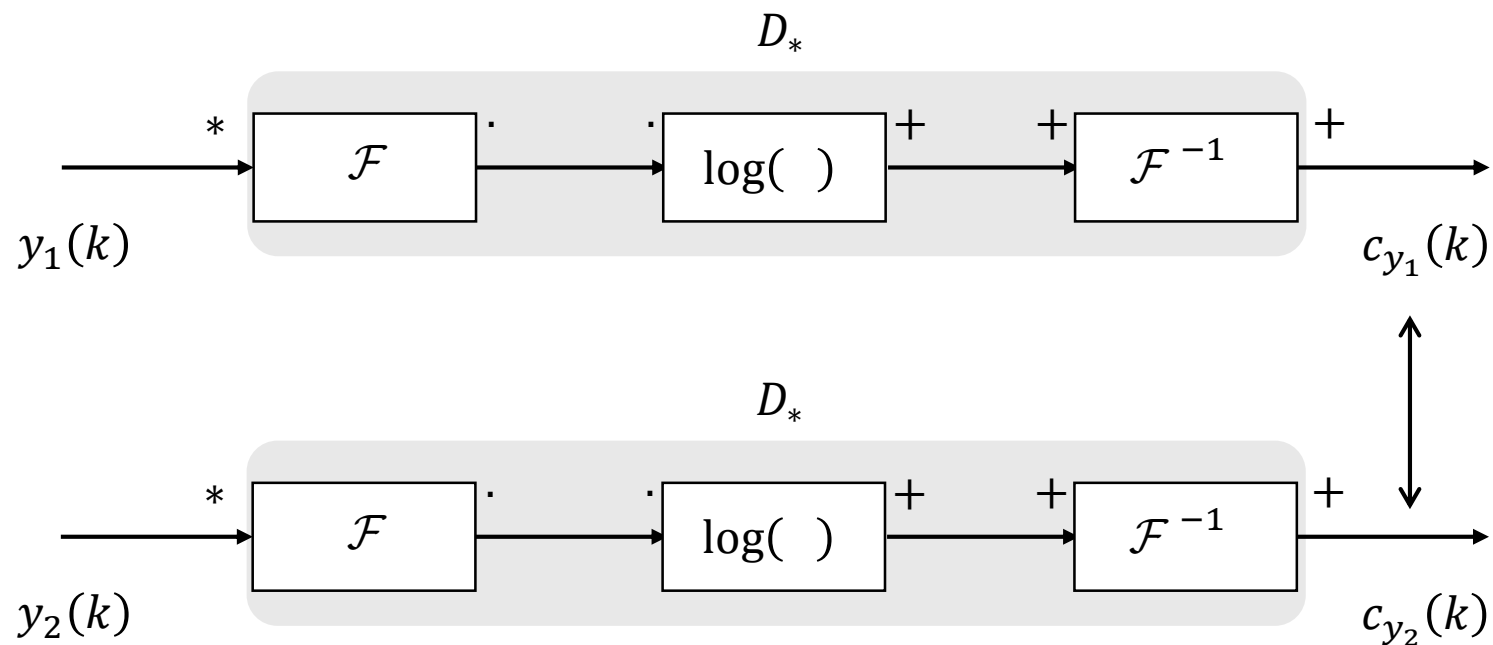 D_*
* ℱ · · log( ) + + ℱ^{-1} +
y_1(k) c_{y_1}(k)
D_*
* ℱ · · log( ) + + ℱ^{-1} +
y_2(k) c_{y_2}(k)